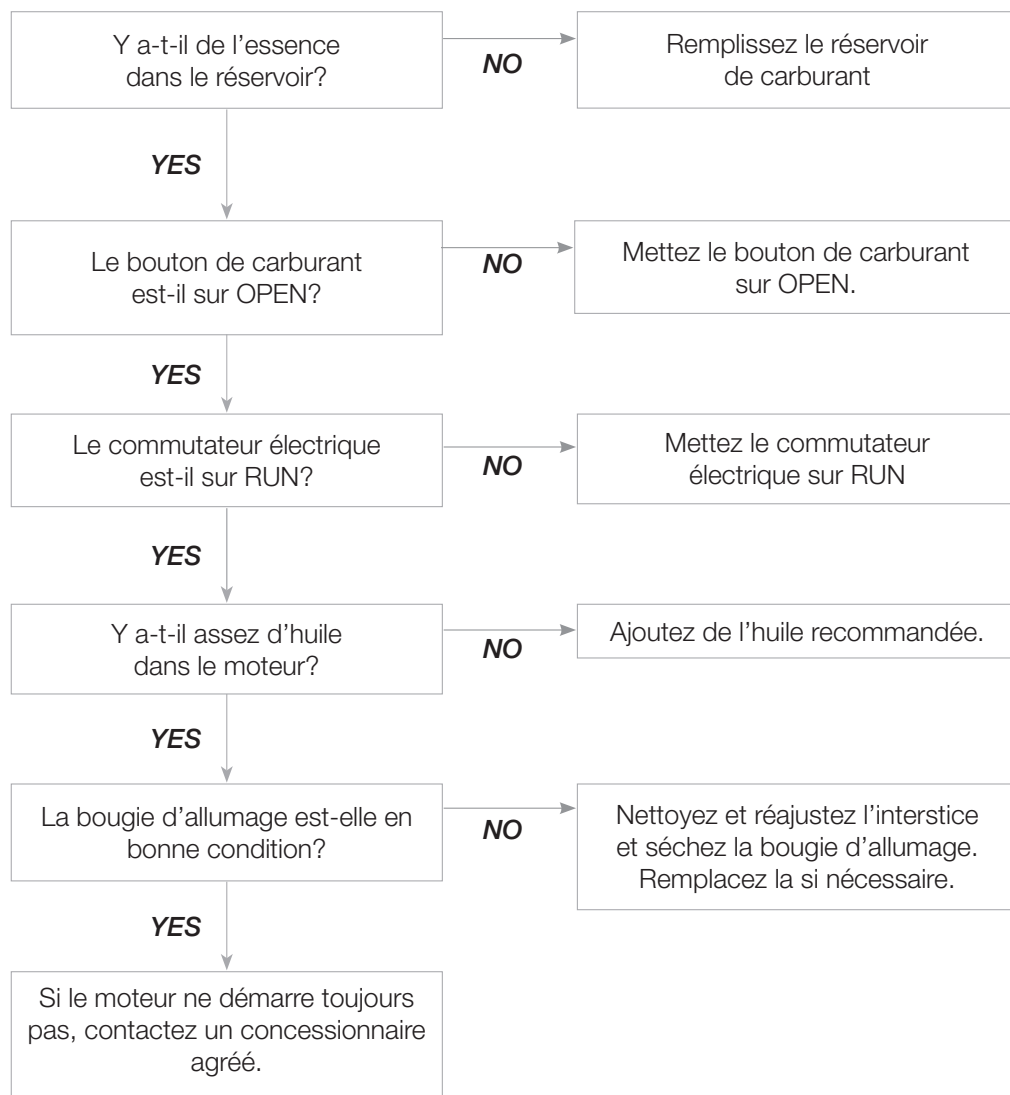 Y a-t-il de l'essence
dans le réservoir?
NO
Remplissez le réservoir
de carburant
YES
Le bouton de carburant
est-il sur OPEN?
NO
Mettez le bouton de carburant
sur OPEN.
YES
Le commutateur électrique
est-il sur RUN?
NO
Mettez le commutateur
électrique sur RUN
YES
Y a-t-il assez d'huile
dans le moteur?
NO
Ajoutez de l'huile recommandée.
YES
La bougie d'allumage est-elle en
bonne condition?
NO
Nettoyez et réajustez l'interstice
et séchez la bougie d'allumage.
Remplacez la si nécessaire.
YES
Si le moteur ne démarre toujours
pas, contactez un concessionnaire
agréé.